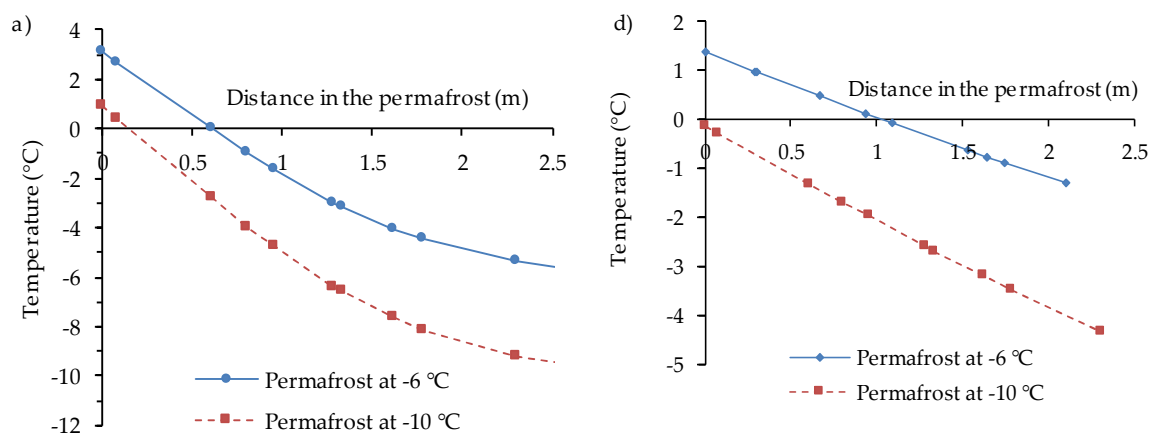 a)
4
2
0
-2
-4
-6
-8
-10
-12
0
0.5
1
1.5
2
2.5
Temperature (°C)
Distance in the permafrost (m)
Permafrost at -6 °C
Permafrost at -10 °C
d)
2
1
0
-1
-2
-3
-4
-5
0
0.5
1
1.5
2
2.5
Temperature (°C)
Distance in the permafrost (m)
Permafrost at -6 °C
Permafrost at -10 °C